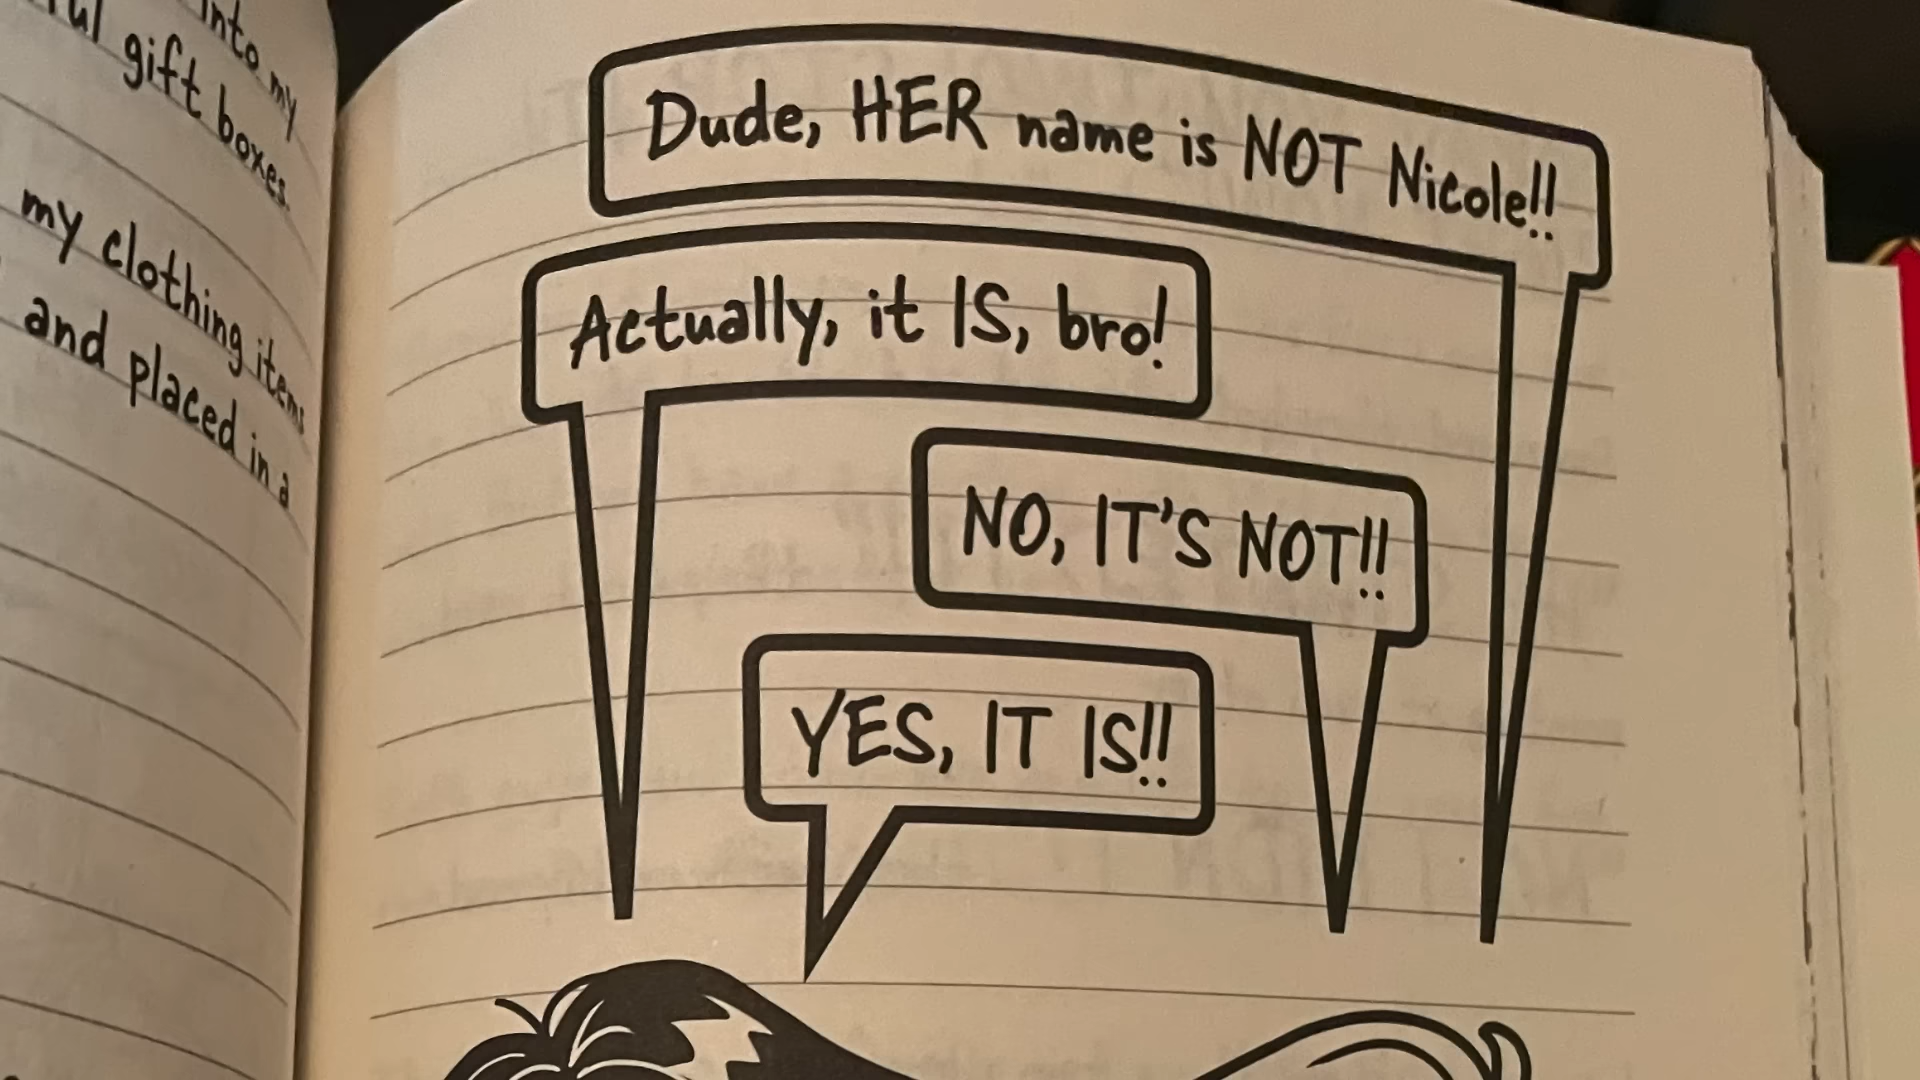 into my
gift boxes.
my clothing items
and placed in a
Dude, HER name is NOT Nicole!!
Actually, it IS, bro!
NO, IT'S NOT!!
YES, IT IS!!